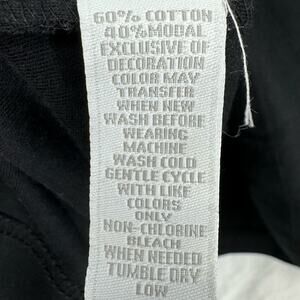 60% COTTON
40% MODAL
EXCLUSIVE OF
DECORATION
COLOR MAY
TRANSFER
WHEN NEW
WASH BEFORE
WEARING
MACHINE
WASH COLD
GENTLE CYCLE
WITH LIKE
COLORS
ONLY
NON-CHLORINE
BLEACH
WHEN NEEDED
TUMBLE DRY
LOW